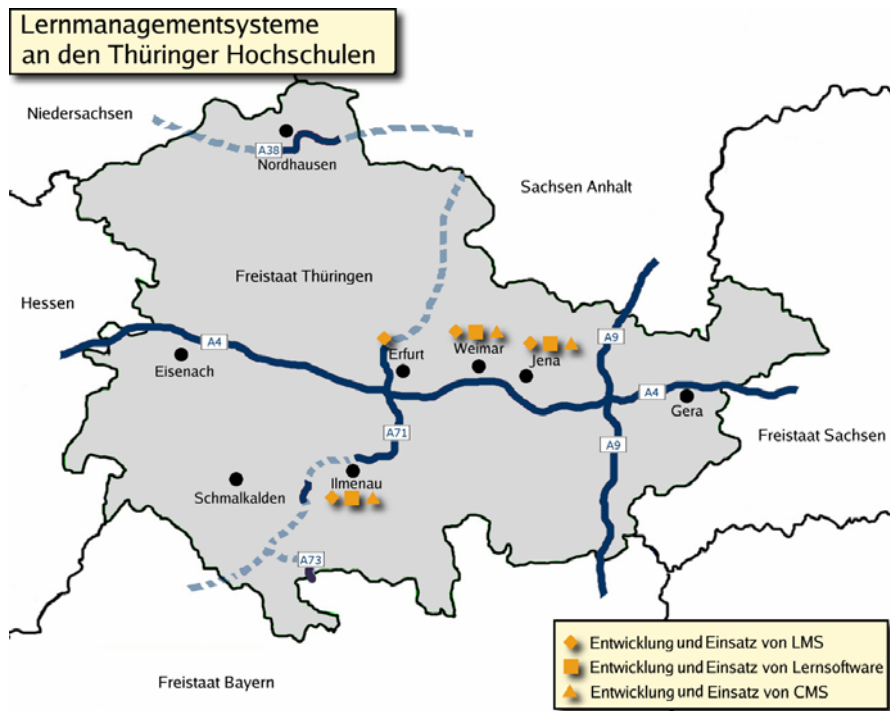 Lernmanagementsysteme
an den Thüringer Hochschulen
Niedersachsen
A38
Nordhausen
Sachsen Anhalt
Freistaat Thüringen
Hessen
A4
Eisenach
Erfurt
Weimar
Jena
A9
A4
Gera
A71
A9
Freistaat Sachsen
Schmalkalden
Ilmenau
A73
Freistaat Bayern
Entwicklung und Einsatz von LMS
Entwicklung und Einsatz von Lernsoftware
Entwicklung und Einsatz von CMS